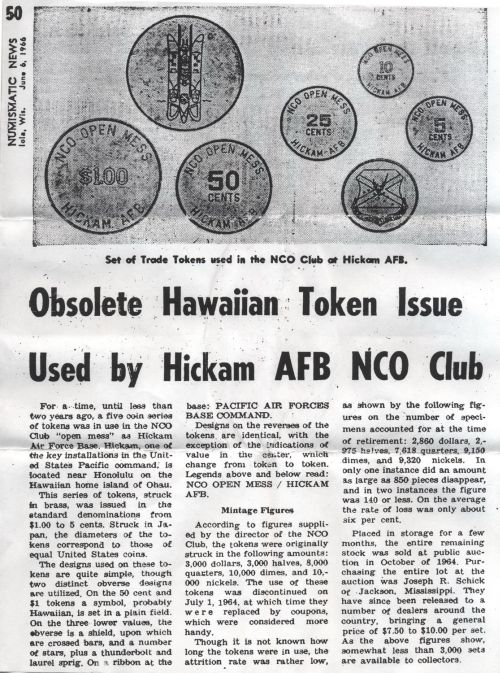 50
NUMISMATIC NEWS
Iola, Wis. June 6, 1966
NCO OPEN MESS
10
CENTS
HICKAM AFB
NCO OPEN MESS
25
CENTS
HICKAM AFB
NCO OPEN MESS
5
CENTS
HICKAM AFB
NCO OPEN MESS
$1.00
HICKAM AFB
NCO OPEN MESS
50
CENTS
HICKAM AFB
Set of Trade Tokens used in the NCO Club at Hickam AFB.
Obsolete Hawaiian Token Issue
Used by Hickam AFB NCO Club
For a time, until less than
two years ago, a five coin series
of tokens was in use in the NCO
Club "open mess" as Hickam
Air Force Base. Hickam, one of
the key installations in the Unit-
ed States Pacific command, is
located near Honolulu on the
Hawaiian home island of Ohau.
This series of tokens, struck
in brass, was issued in the
standard denominations from
$1.00 to 5 cents. Struck in Ja-
pan, the diameters of the to-
kens correspond to those of
equal United States coins.
The designs used on these to-
kens are quite simple, though
two distinct obverse designs
are utilized. On the 50 cent and
$1 tokens a symbol, probably
Hawaiian, is set in a plain field.
On the three lower values, the
obverse is a shield, upon which
are crossed bars, and a number
of stars, plus a thunderbolt and
laurel sprig. On a ribbon at the
base: PACIFIC AIR FORCES
BASE COMMAND.
Designs on the reverses of the
tokens are identical, with the
exception of the indications of
value in the center, which
change from token to token.
Legends above and below read:
NCO OPEN MESS / HICKAM
AFB.
Mintage Figures
According to figures suppli-
ed by the director of the NCO
Club, the tokens were originally
struck in the following amounts:
3,000 dollars, 3,000 halves, 8,000
quarters, 10,000 dimes, and 10,-
000 nickels. The use of these
tokens was discontinued on
July 1, 1964, at which time they
were replaced by coupons,
which were considered more
handy.
Though it is not known how
long the tokens were in use, the
attrition rate was rather low,
as shown by the following fig-
ures on the number of speci-
mens accounted for at the time
of retirement: 2,860 dollars, 2,-
975 halves, 7,618 quarters, 9,150
dimes, and 9,320 nickels. In
only one instance did an amount
as large as 850 pieces disappear,
and in two instances the figure
was 140 or less. On the average
the rate of loss was only about
six per cent.
Placed in storage for a few
months, the entire remaining
stock was sold at public auc-
tion in October of 1964. Pur-
chasing the entire lot at the
auction was Joseph R. Schick
of Jackson, Mississippi. They
have since been released to a
number of dealers around the
country, bringing a general
price of $7.50 to $10.00 per set.
As the above figures show,
somewhat less than 3,000 sets
are available to collectors.